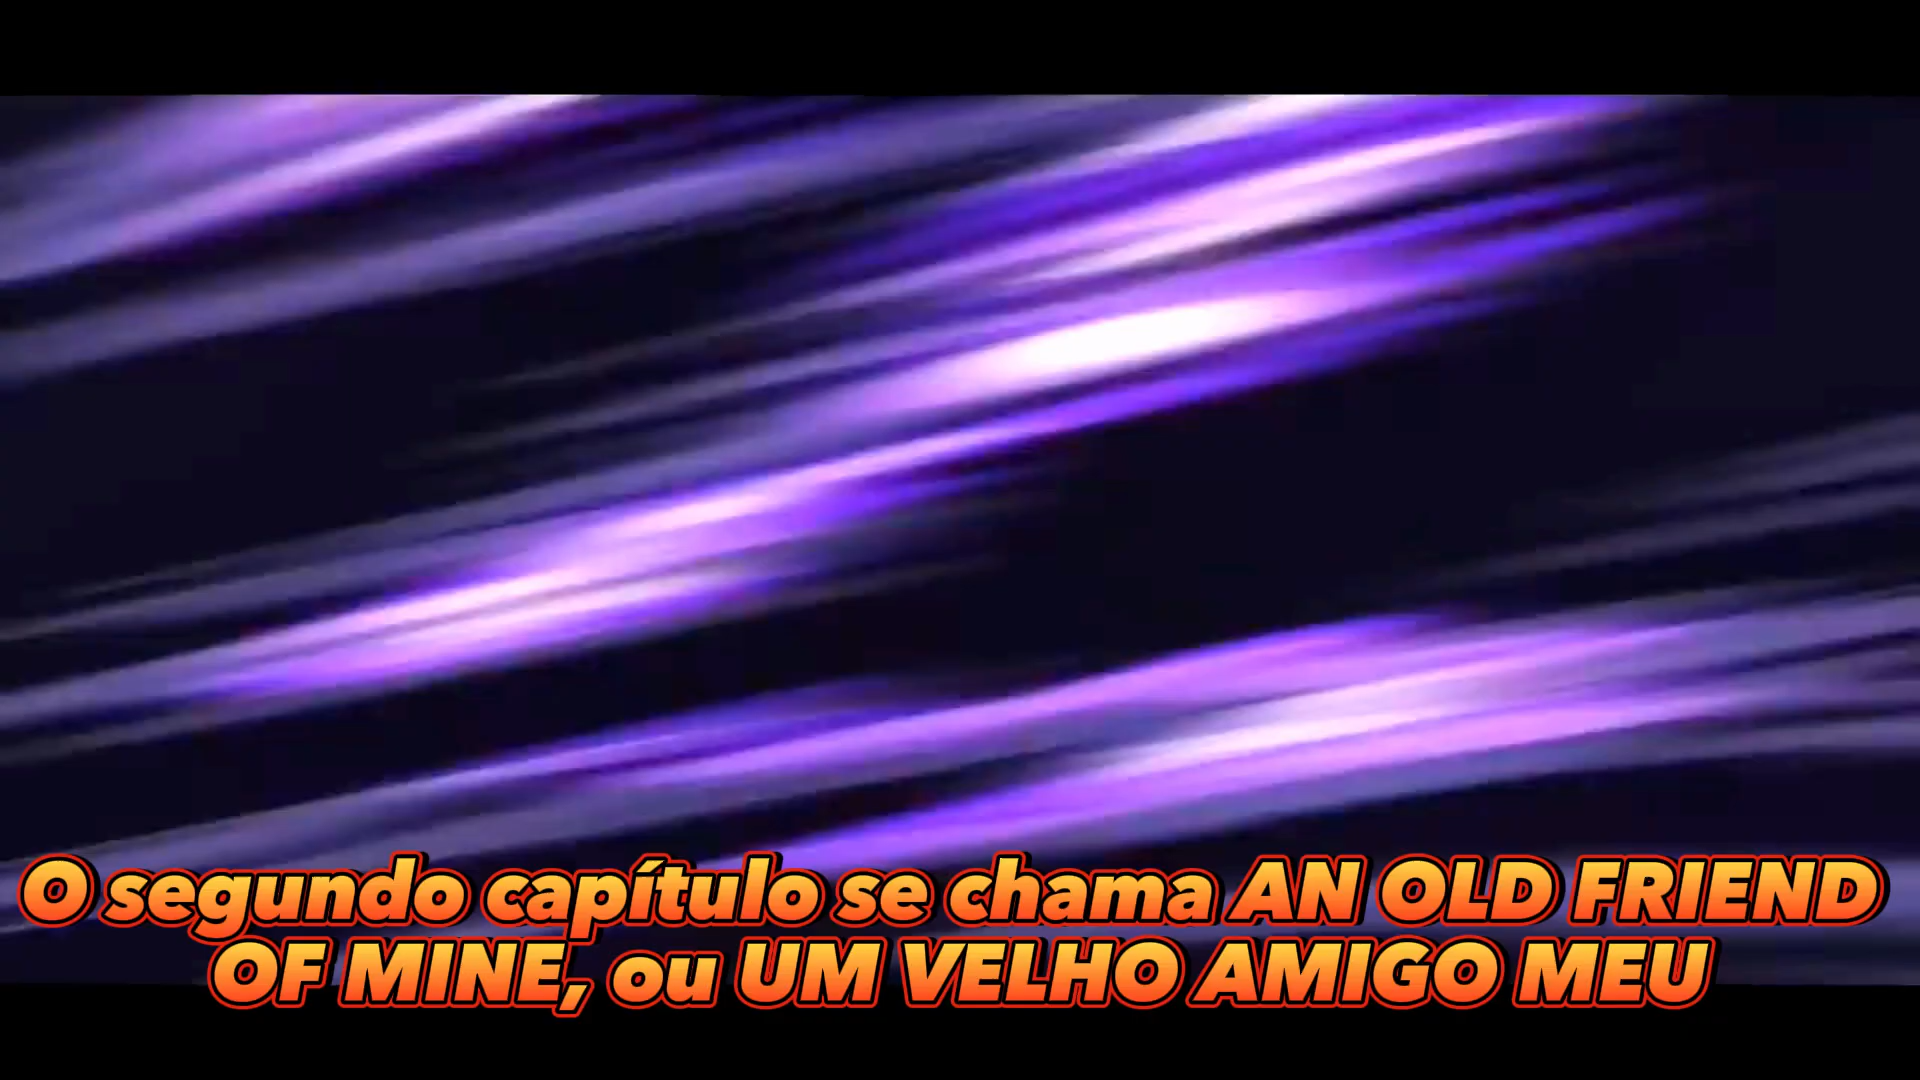 O segundo capítulo se chama AN OLD FRIEND
OF MINE, ou UM VELHO AMIGO MEU